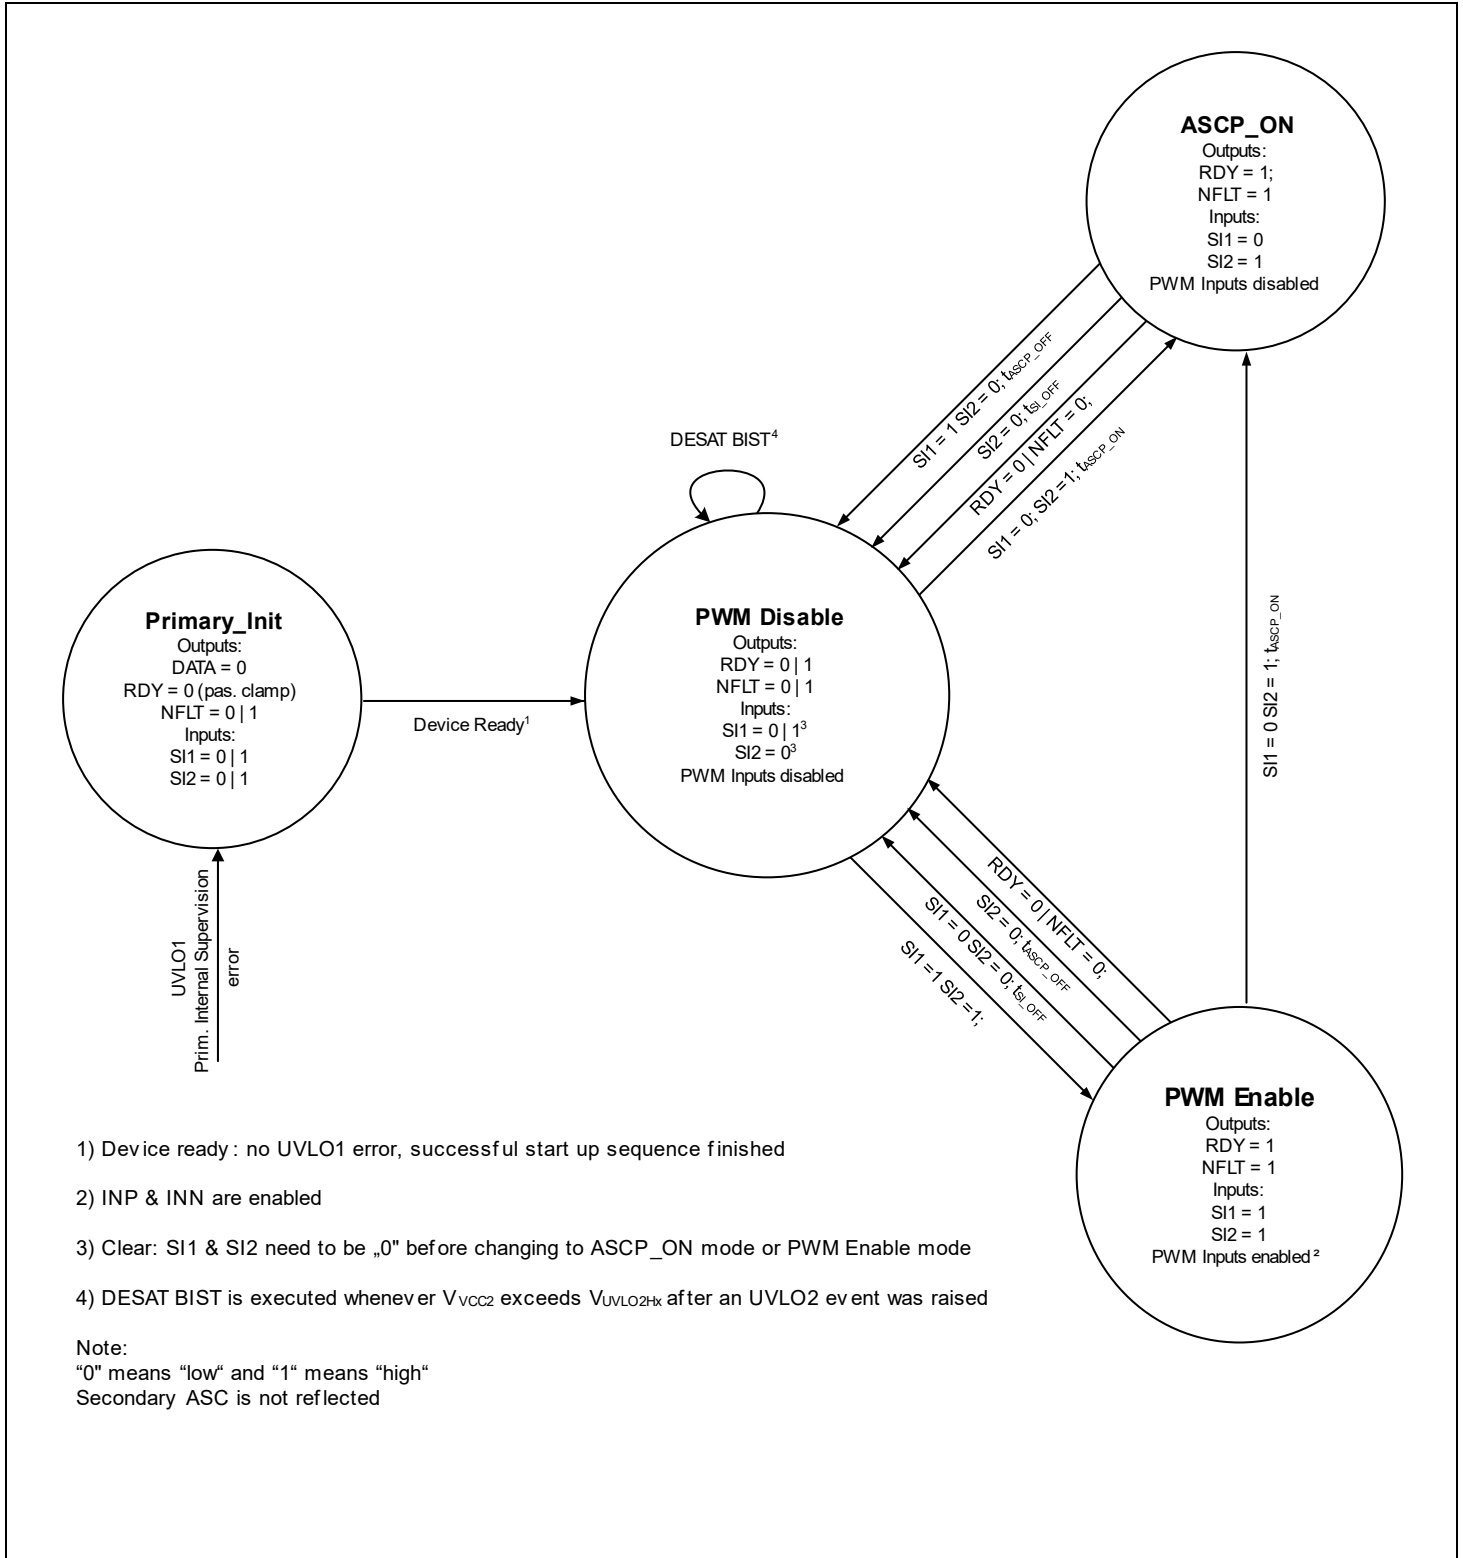 ASCP_ON
Outputs:
RDY = 1;
NFLT = 1
Inputs:
SI1 = 0
SI2 = 1
PWM Inputs disabled
SI1 = 1 SI2 = 0; tASCP_OFF
SI2 = 0; tSI_OFF
RDY = 0 | NFLT = 0;
SI1 = 0; SI2 =1; tASCP_ON
DESAT BIST⁴
Primary_Init
Outputs:
DATA = 0
RDY = 0 (pas. clamp)
NFLT = 0 | 1
Inputs:
SI1 = 0 | 1
SI2 = 0 | 1
Device Ready¹
PWM Disable
Outputs:
RDY = 0 | 1
NFLT = 0 | 1
Inputs:
SI1 = 0 | 1³
SI2 = 0³
PWM Inputs disabled
SI1 = 0 SI2 = 1; tASCP_ON
UVLO1
Prim. Internal Supervision
error
RDY = 0 | NFLT = 0;
SI2 = 0; tASCP_OFF
SI1 = 0 SI2 = 0; tSI_OFF
SI1 =1 SI2 =1;
PWM Enable
Outputs:
RDY = 1
NFLT = 1
Inputs:
SI1 = 1
SI2 = 1
PWM Inputs enabled ²
1) Device ready : no UVLO1 error, successful start up sequence finished
2) INP & INN are enabled
3) Clear: SI1 & SI2 need to be „0" before changing to ASCP_ON mode or PWM Enable mode
4) DESAT BIST is executed whenever VVCC2 exceeds VUVLO2Hx after an UVLO2 event was raised
Note:
“0" means “low“ and “1“ means “high“
Secondary ASC is not reflected